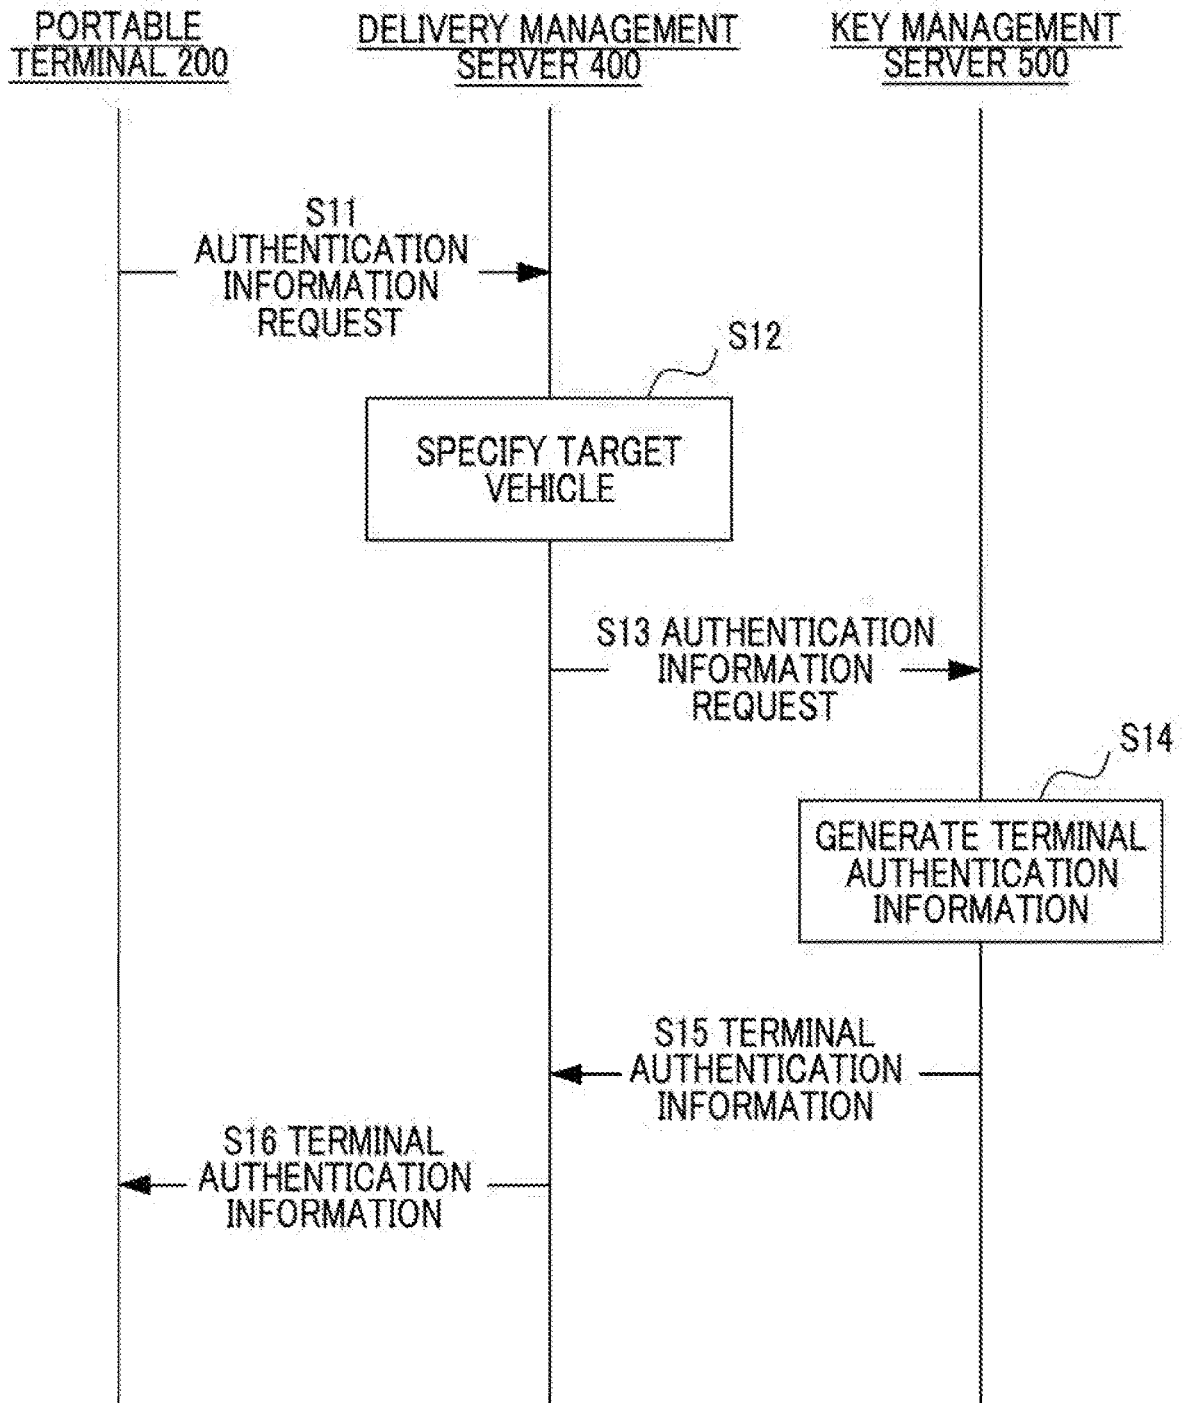 PORTABLE
TERMINAL 200
DELIVERY MANAGEMENT
SERVER 400
KEY MANAGEMENT
SERVER 500
S11
AUTHENTICATION
INFORMATION
REQUEST
S12
SPECIFY TARGET
VEHICLE
S13 AUTHENTICATION
INFORMATION
REQUEST
S14
GENERATE TERMINAL
AUTHENTICATION
INFORMATION
S15 TERMINAL
AUTHENTICATION
INFORMATION
S16 TERMINAL
AUTHENTICATION
INFORMATION